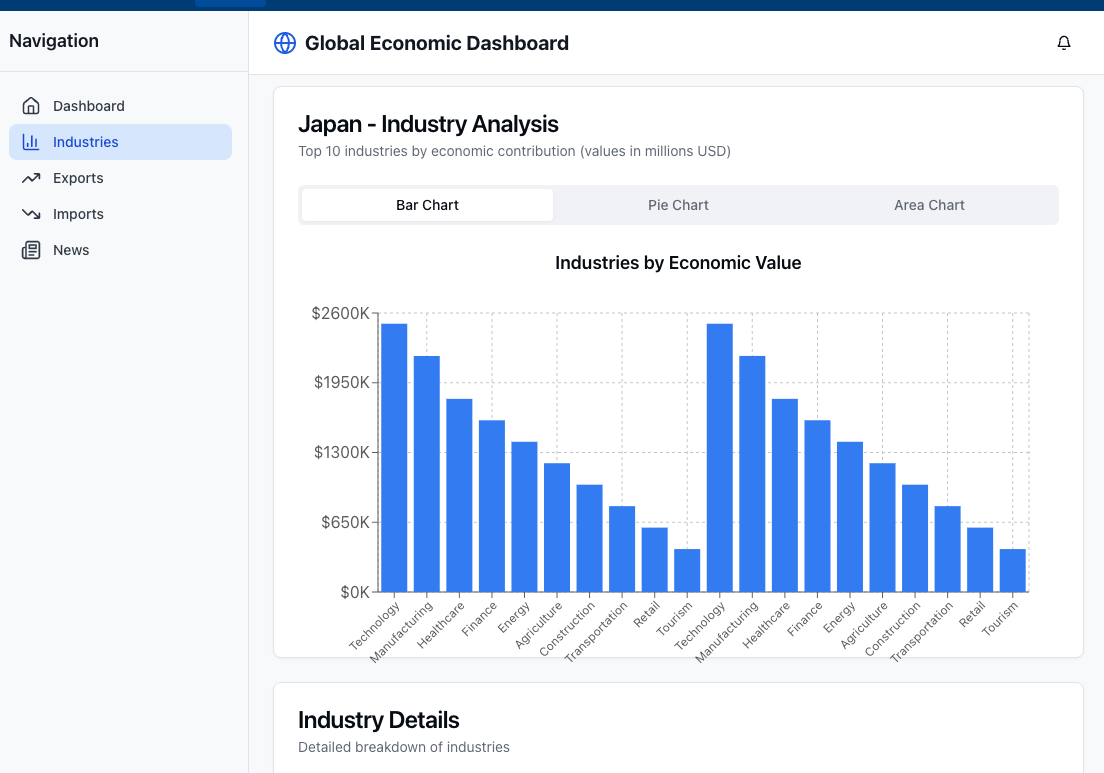 Navigation
Global Economic Dashboard
Dashboard
Industries
Exports
Imports
News
Japan - Industry Analysis
Top 10 industries by economic contribution (values in millions USD)
Bar Chart Pie Chart Area Chart
Industries by Economic Value
$2600K
$1950K
$1300K
$650K
$0K
Technology Manufacturing Healthcare Finance Energy Agriculture Construction Transportation Retail Tourism Technology Manufacturing Healthcare Finance Energy Agriculture Construction Transportation Retail Tourism
Industry Details
Detailed breakdown of industries